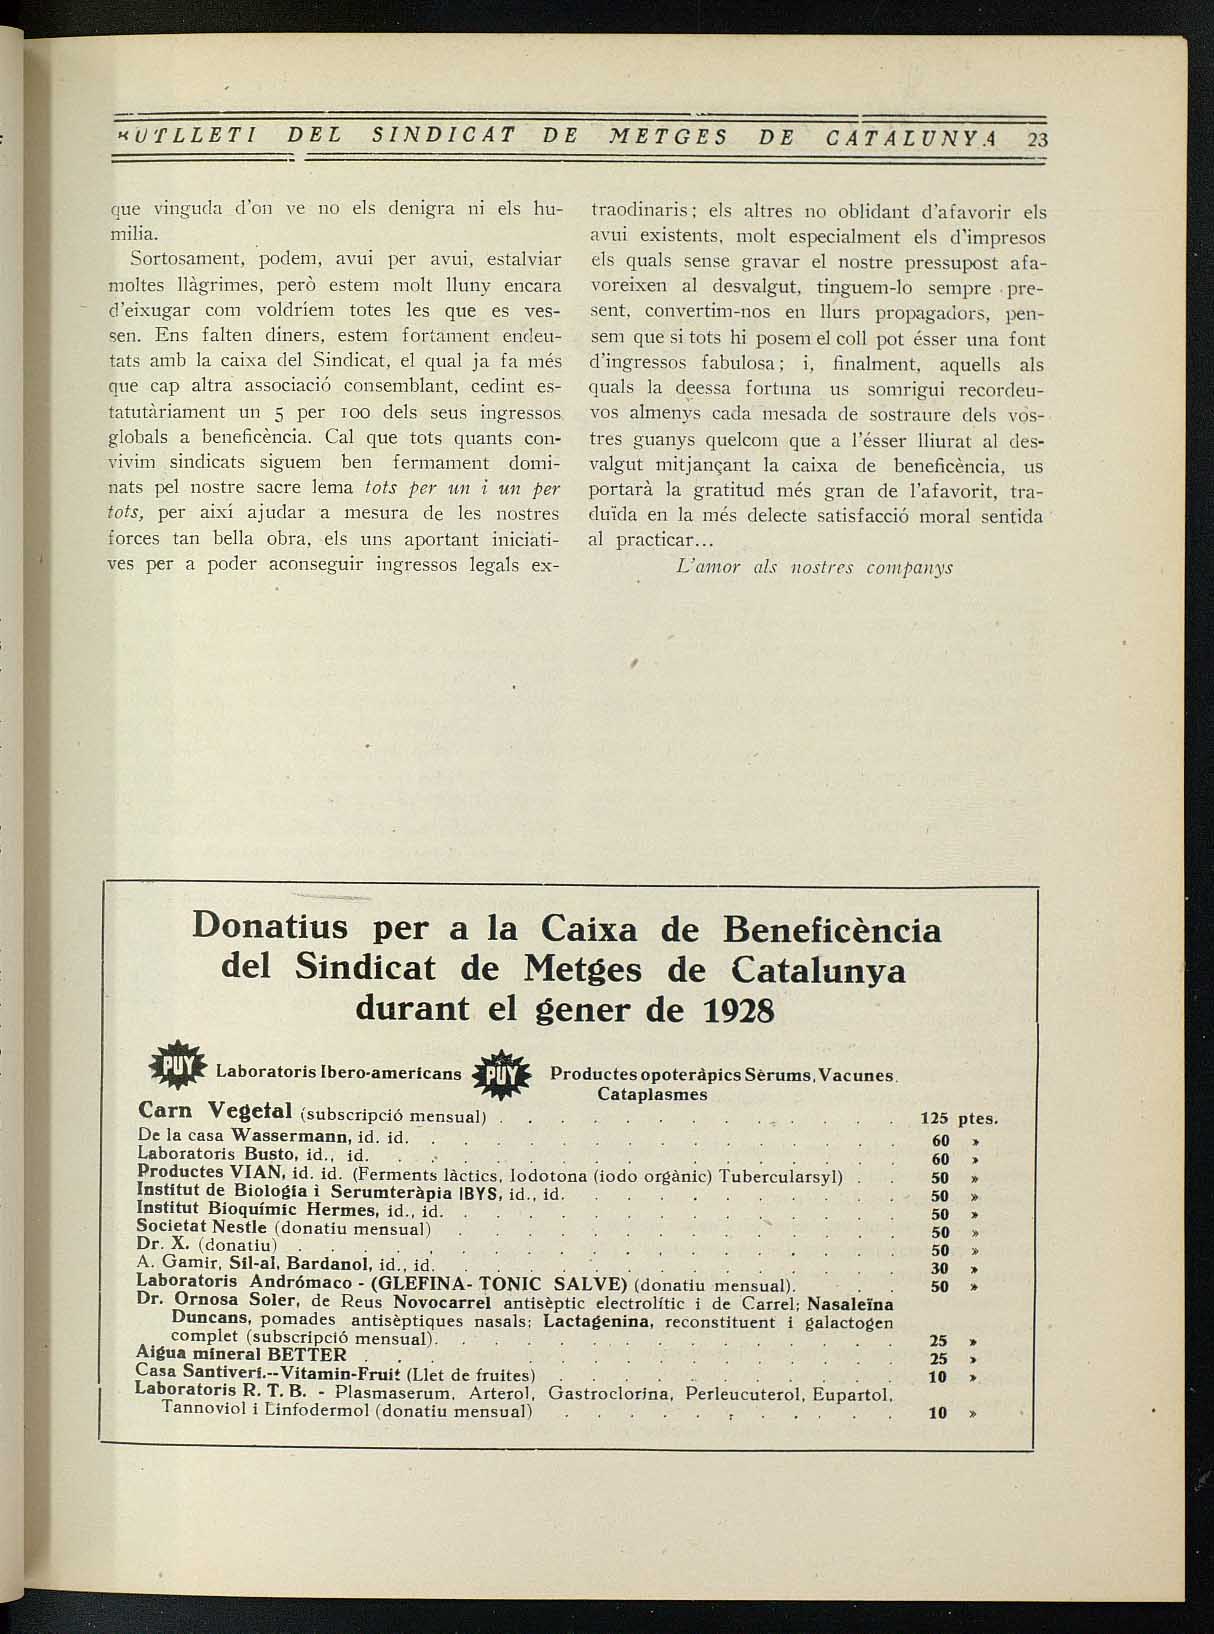 BUTLLETI DEL SINDICAT DE METGES DE CATALUNYA 23
que vinguda d'on ve no els denigra ni els hu-
milia.
Sortosament, podem, avui per avui, estalviar
moltes llàgrimes, però estem molt lluny encara
d'eixugar com voldríem totes les que es ves-
sen. Ens falten diners, estem fortament endeu-
tats amb la caixa del Sindicat, el qual ja fa més
que cap altra associació consemblant, cedint es-
tatutàriament un 5 per 100 dels seus ingressos
globals a beneficència. Cal que tots quants con-
vivim sindicats siguem ben fermament domi-
nats pel nostre sacre lema tots per un i un per
tots, per així ajudar a mesura de les nostres
forces tan bella obra, els uns aportant iniciati-
ves per a poder aconseguir ingressos legals ex-
traodinaris; els altres no oblidant d'afavorir els
avui existents, molt especialment els d'impresos
els quals sense gravar el nostre pressupost afa-
voreixen al desvalgut, tinguem-lo sempre pre-
sent, convertim-nos en llurs propagadors, pen-
sem que si tots hi posem el coll pot ésser una font
d'ingressos fabulosa; i, finalment, aquells als
quals la deessa fortuna us somrigui recordeu-
vos almenys cada mesada de sostraure dels vos-
tres guanys quelcom que a l'ésser lliurat al des-
valgut mitjançant la caixa de beneficència, us
portarà la gratitud més gran de l'afavorit, tra-
duïda en la més delecte satisfacció moral sentida
al practicar...
L'amor als nostres companys
Donatius per a la Caixa de Beneficència
del Sindicat de Metges de Catalunya
durant el gener de 1928
PUY Laboratoris Ibero-americans PUY Productes opoteràpics Sèrums, Vacunes.
Cataplasmes
Carn Vegetal (subscripció mensual) . . . . . . . . . . . . . 125 ptes.
De la casa Wassermann, id. id. . . . . . . . . . . . . . 60 »
Laboratoris Busto, id., id. . . . . . . . . . . . . . 60 »
Productes VIAN, id. id. (Ferments làctics, Iodotona (iodo orgànic) Tubercularsyl) . . 50 »
Institut de Biologia i Serumteràpia IBYS, id., id. . . . . . . . . . 50 »
Institut Bioquímic Hermes, id., id. . . . . . . . . . . . . 50 »
Societat Nestle (donatiu mensual) . . . . . . . . . . . . 50 »
Dr. X. (donatiu) . . . . . . . . . . . . . . 50 »
A. Gamir, Sil-al, Bardanol, id., id. . . . . . . . . . . . . 30 »
Laboratoris Andrómaco - (GLEFINA- TONIC SALVE) (donatiu mensual). . . . 50 »
Dr. Ornosa Soler, de Reus Novocarrel antisèptic electrolític i de Carrel; Nasaleïna
Duncans, pomades antisèptiques nasals; Lactagenina, reconstituent i galactogen
complet (subscripció mensual). . . . . . . . . . . . 25 »
Aigua mineral BETTER . . . . . . . . . . . . . 25 »
Casa Santiveri.--Vitamin-Fruit (Llet de fruites) . . . . . . . . . . 10 »
Laboratoris R. T. B. - Plasmaserum, Arterol, Gastroclorina, Perleucuterol, Eupartol,
Tannoviol i Linfodermol (donatiu mensual) . . . . . . . . . . 10 »